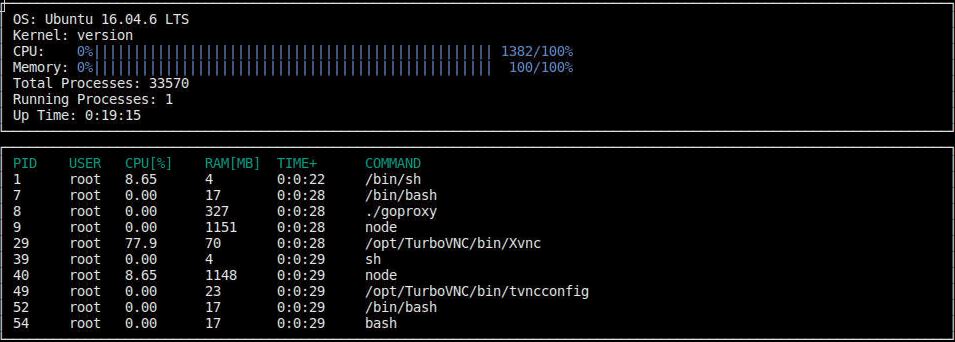 OS: Ubuntu 16.04.6 LTS
Kernel: version
CPU: 0%|||||||||||||||||||||||||||||||||||||||||||||||||| 1382/100%
Memory: 0%|||||||||||||||||||||||||||||||||||||||||||||||||| 100/100%
Total Processes: 33570
Running Processes: 1
Up Time: 0:19:15
PID USER CPU[%] RAM[MB] TIME+ COMMAND
1 root 8.65 4 0:0:22 /bin/sh
7 root 0.00 17 0:0:28 /bin/bash
8 root 0.00 327 0:0:28 ./goproxy
9 root 0.00 1151 0:0:28 node
29 root 77.9 70 0:0:28 /opt/TurboVNC/bin/Xvnc
39 root 0.00 4 0:0:29 sh
40 root 8.65 1148 0:0:29 node
49 root 0.00 23 0:0:29 /opt/TurboVNC/bin/tvncconfig
52 root 0.00 17 0:0:29 /bin/bash
54 root 0.00 17 0:0:29 bash